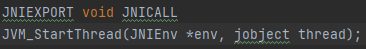 JNIEXPORT void JNICALL
JVM_StartThread(JNIEnv *env, jobject thread);